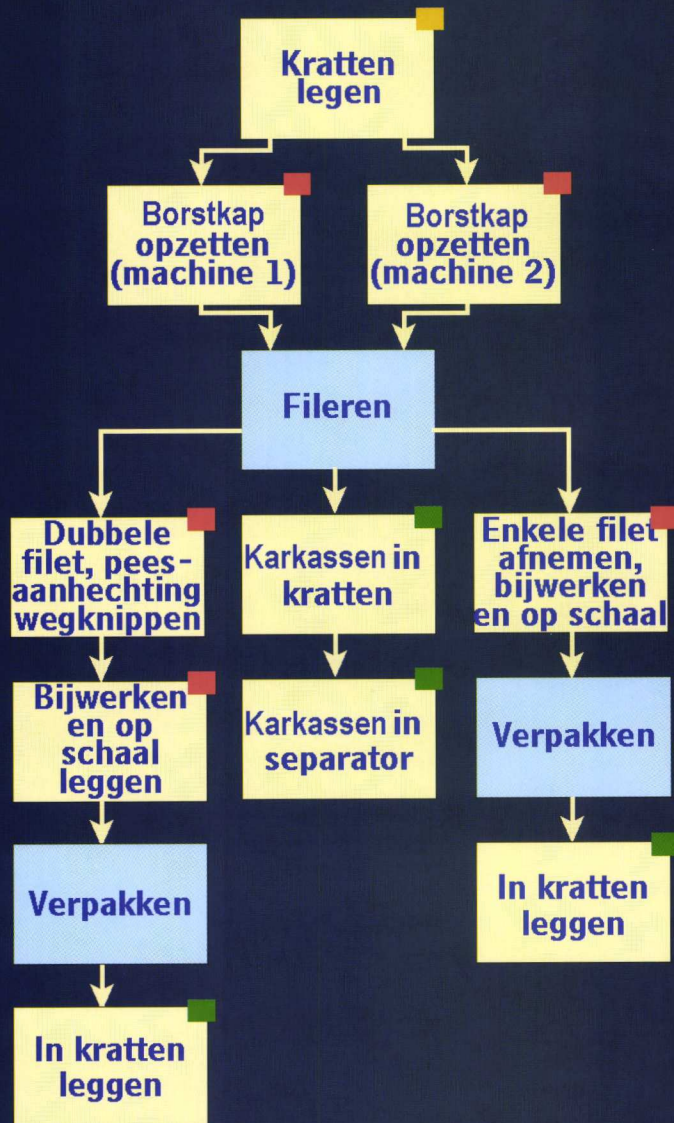 Kratten
legen
Borstkap
opzetten
(machine 1)
Borstkap
opzetten
(machine 2)
Fileren
Dubbele
filet, pees-
aanhechting
wegknippen
Karkassen in
kratten
Enkele filet
afnemen,
bijwerken
en op schaal
Bijwerken
en op
schaal
leggen
Karkassen in
separator
Verpakken
Verpakken
In kratten
leggen
In kratten
leggen